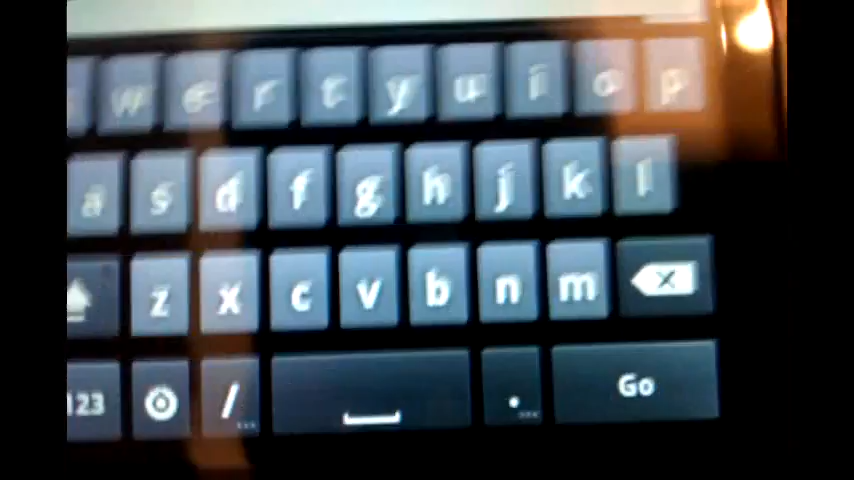 w e r t y u i o p
a s d f g h j k l
z x c v b n m
123 / ... . ... Go